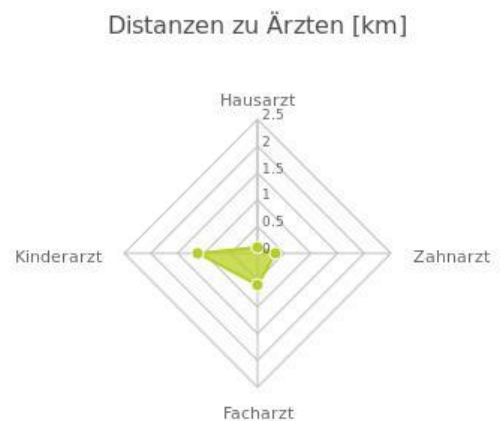 Distanzen zu Ärzten [km]
Hausarzt
2.5
2
1.5
1
0.5
0
Kinderarzt
Zahnarzt
Facharzt